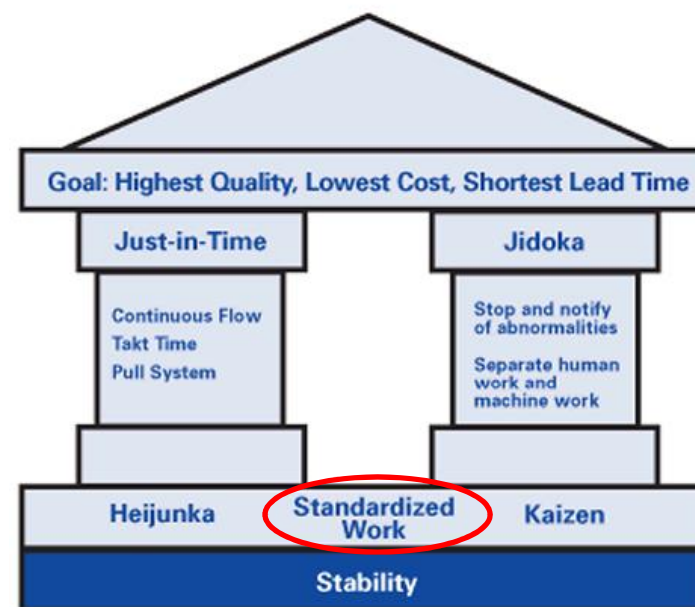 Goal: Highest Quality, Lowest Cost, Shortest Lead Time
Just-in-Time
Jidoka
Continuous Flow
Takt Time
Pull System
Stop and notify
of abnormalities
Separate human
work and
machine work
Heijunka
Standardized
Work
Kaizen
Stability